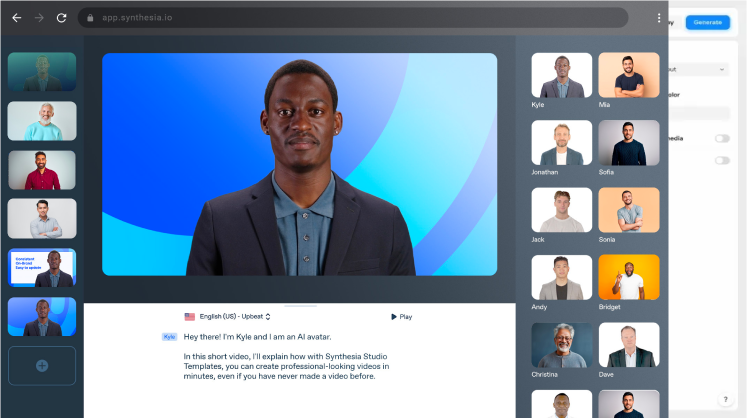 app.synthesia.io
Generate
Kyle
Mia
Jonathan
Sofia
Jack
Sonia
Andy
Bridget
Christina
Dave
Consistent
On-Brand
Easy to update
English (US) - Upbeat
Play
Kyle
Hey there! I'm Kyle and I am an AI avatar.
In this short video, I'll explain how with Synthesia Studio
Templates, you can create professional-looking videos in
minutes, even if you have never made a video before.
?